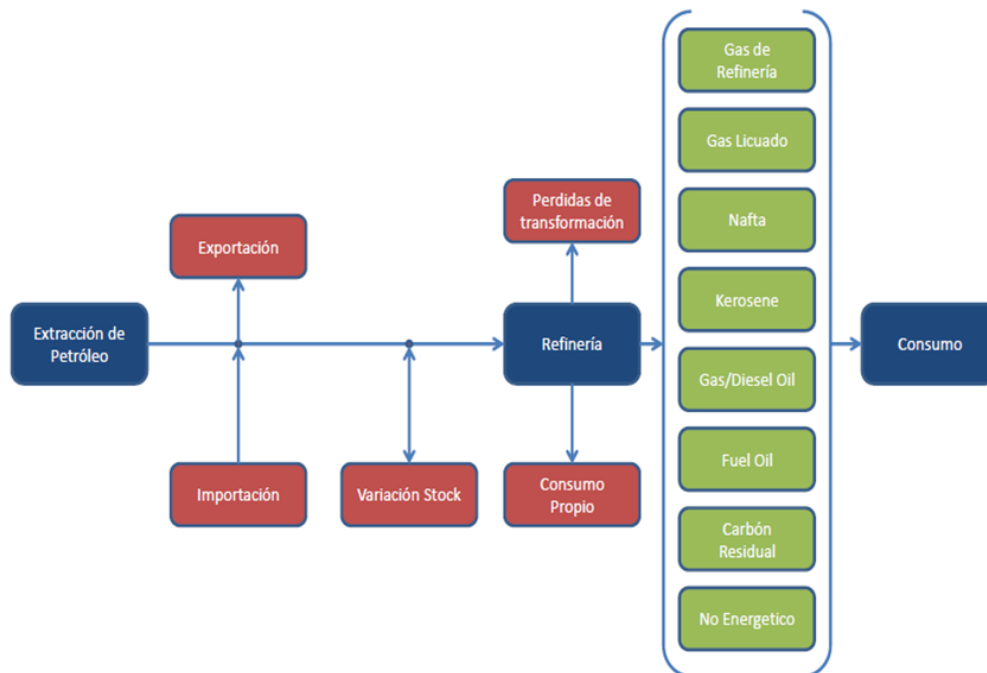 Extracción de
Petróleo
Exportación
Importación
Variación Stock
Perdidas de
transformación
Refinería
Consumo
Propio
Gas de
Refinería
Gas Licuado
Nafta
Kerosene
Gas/Diesel Oil
Fuel Oil
Carbón
Residual
No Energetico
Consumo